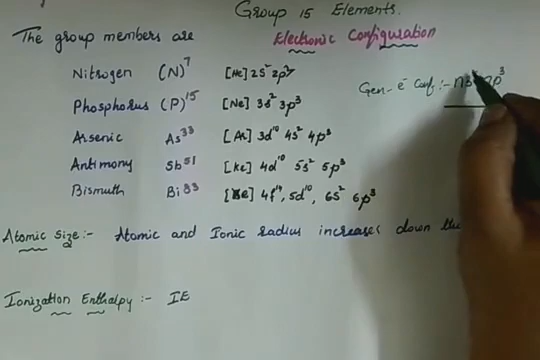 Group 15 Elements.
The group members are Electronic Configuration
Nitrogen (N)⁷ [He] 2s² 2p³
Phosphorus (P)¹⁵ [Ne] 3s² 3p³
Gen- e⁻ Conf:- ns² np³
Arsenic As³³ [Ar] 3d¹⁰ 4s² 4p³
Antimony Sb⁵¹ [Kr] 4d¹⁰ 5s² 5p³
Bismuth Bi⁸³ 4f¹⁴, 5d¹⁰, 6s² 6p³
Atomic Size:- Atomic and Ionic radius increases down the
Ionization Enthalpy:- IE